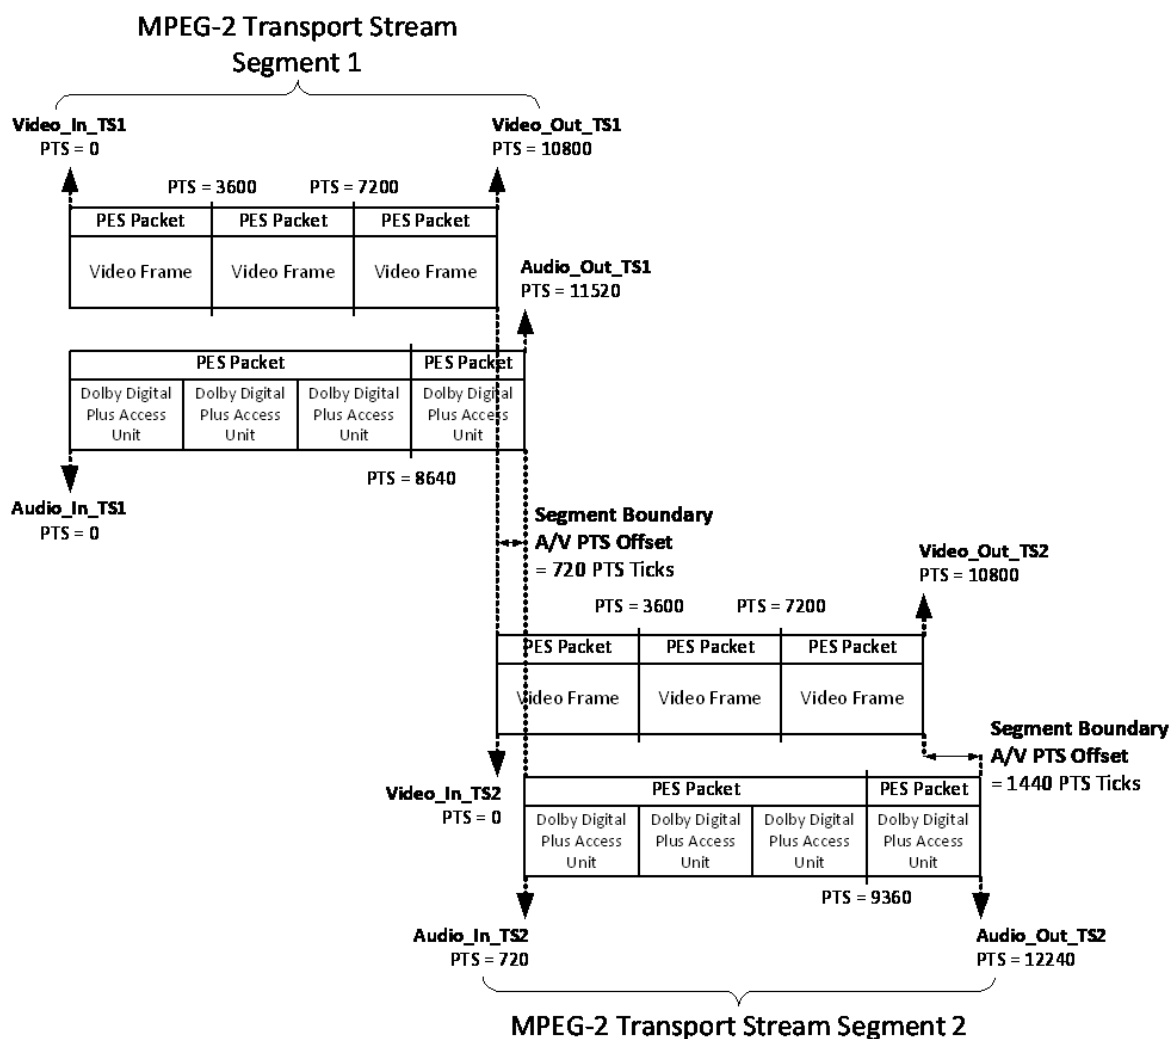 MPEG-2 Transport Stream
Segment 1
Video_In_TS1
PTS = 0
Video_Out_TS1
PTS = 10800
PTS = 3600
PTS = 7200
PES Packet
PES Packet
PES Packet
Video Frame
Video Frame
Video Frame
Audio_Out_TS1
PTS = 11520
PES Packet
PES Packet
Dolby Digital
Plus Access
Unit
Dolby Digital
Plus Access
Unit
Dolby Digital
Plus Access
Unit
Dolby Digital
Plus Access
Unit
PTS = 8640
Audio_In_TS1
PTS = 0
Segment Boundary
A/V PTS Offset
= 720 PTS Ticks
Video_Out_TS2
PTS = 10800
PTS = 3600
PTS = 7200
PES Packet
PES Packet
PES Packet
Video Frame
Video Frame
Video Frame
Segment Boundary
A/V PTS Offset
= 1440 PTS Ticks
Video_In_TS2
PTS = 0
PES Packet
PES Packet
Dolby Digital
Plus Access
Unit
Dolby Digital
Plus Access
Unit
Dolby Digital
Plus Access
Unit
Dolby Digital
Plus Access
Unit
PTS = 9360
Audio_In_TS2
PTS = 720
Audio_Out_TS2
PTS = 12240
MPEG-2 Transport Stream Segment 2